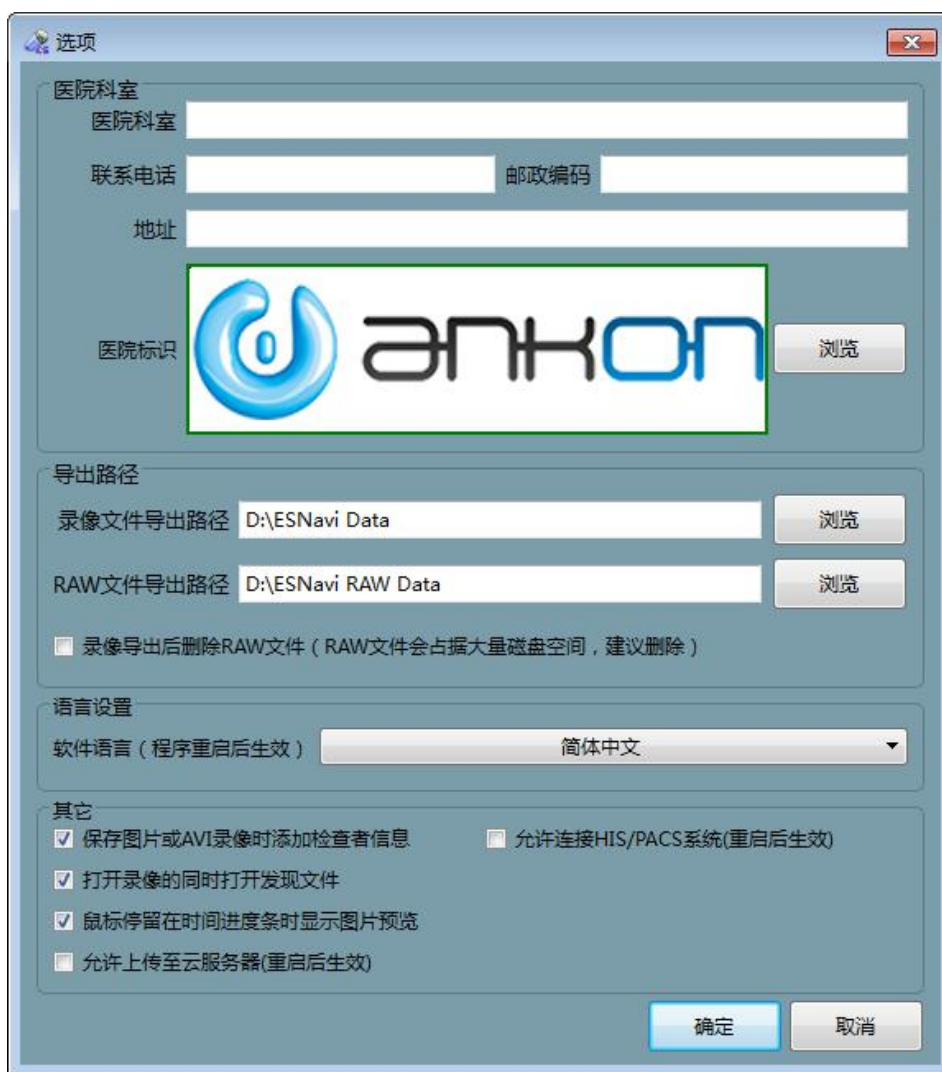 选项
医院科室
医院科室
联系电话 邮政编码
地址
医院标识 ankon 浏览
导出路径
录像文件导出路径 D:\ESNavi Data 浏览
RAW文件导出路径 D:\ESNavi RAW Data 浏览
录像导出后删除RAW文件（RAW文件会占据大量磁盘空间，建议删除）
语言设置
软件语言（程序重启后生效） 简体中文
其它
保存图片或AVI录像时添加检查者信息 允许连接HIS/PACS系统(重启后生效)
打开录像的同时打开发现文件
鼠标停留在时间进度条时显示图片预览
允许上传至云服务器(重启后生效)
确定 取消